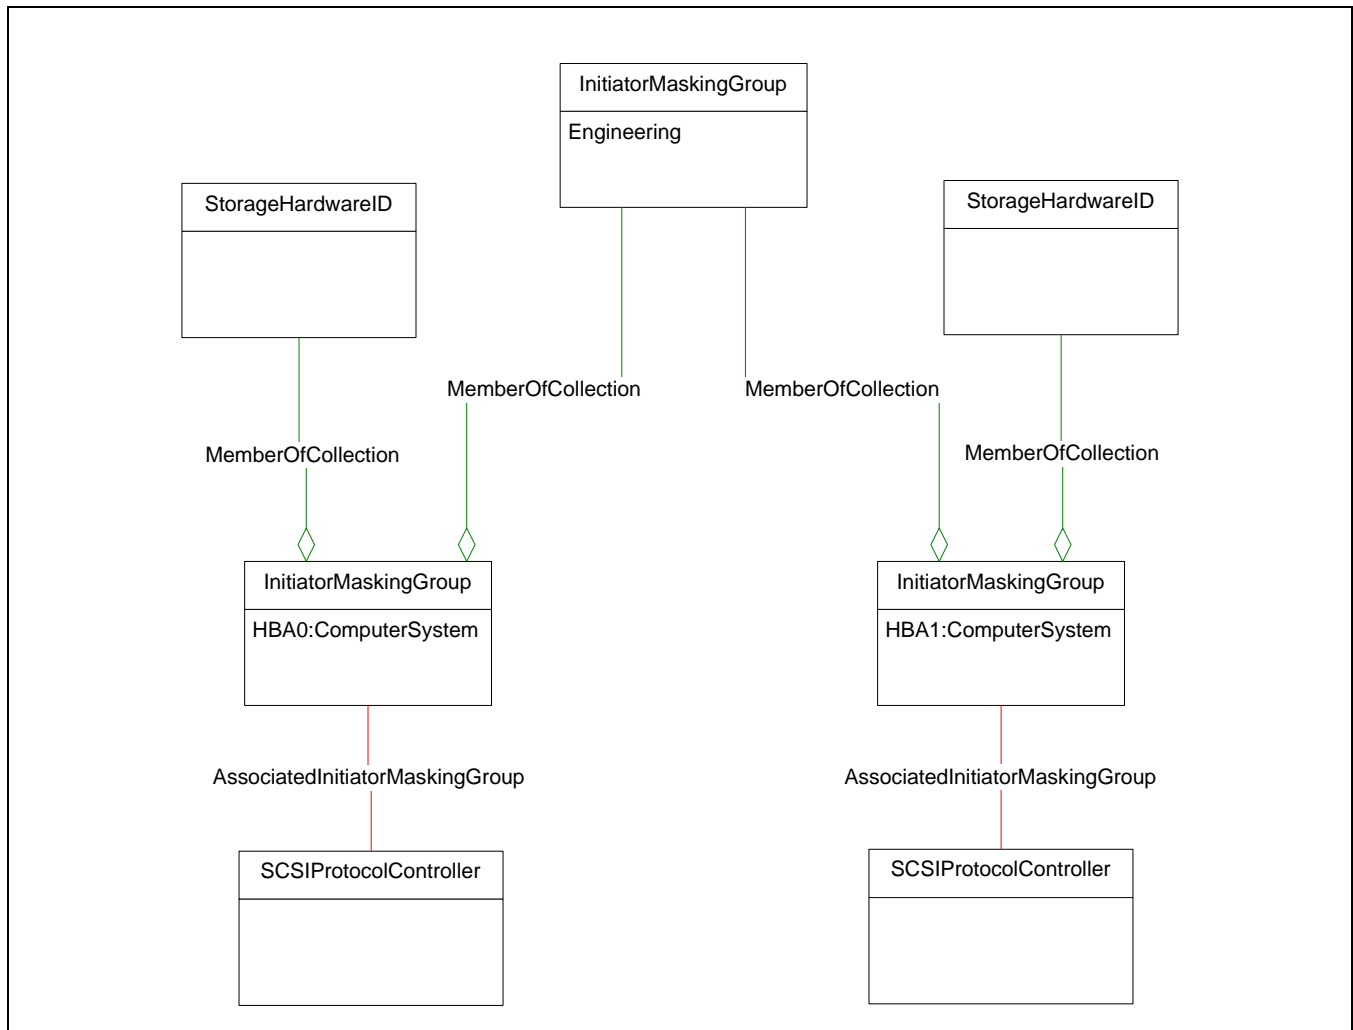 InitiatorMaskingGroup
Engineering
StorageHardwareID
StorageHardwareID
MemberOfCollection
MemberOfCollection
MemberOfCollection
MemberOfCollection
InitiatorMaskingGroup
HBA0:ComputerSystem
InitiatorMaskingGroup
HBA1:ComputerSystem
AssociatedInitiatorMaskingGroup
AssociatedInitiatorMaskingGroup
SCSIProtocolController
SCSIProtocolController